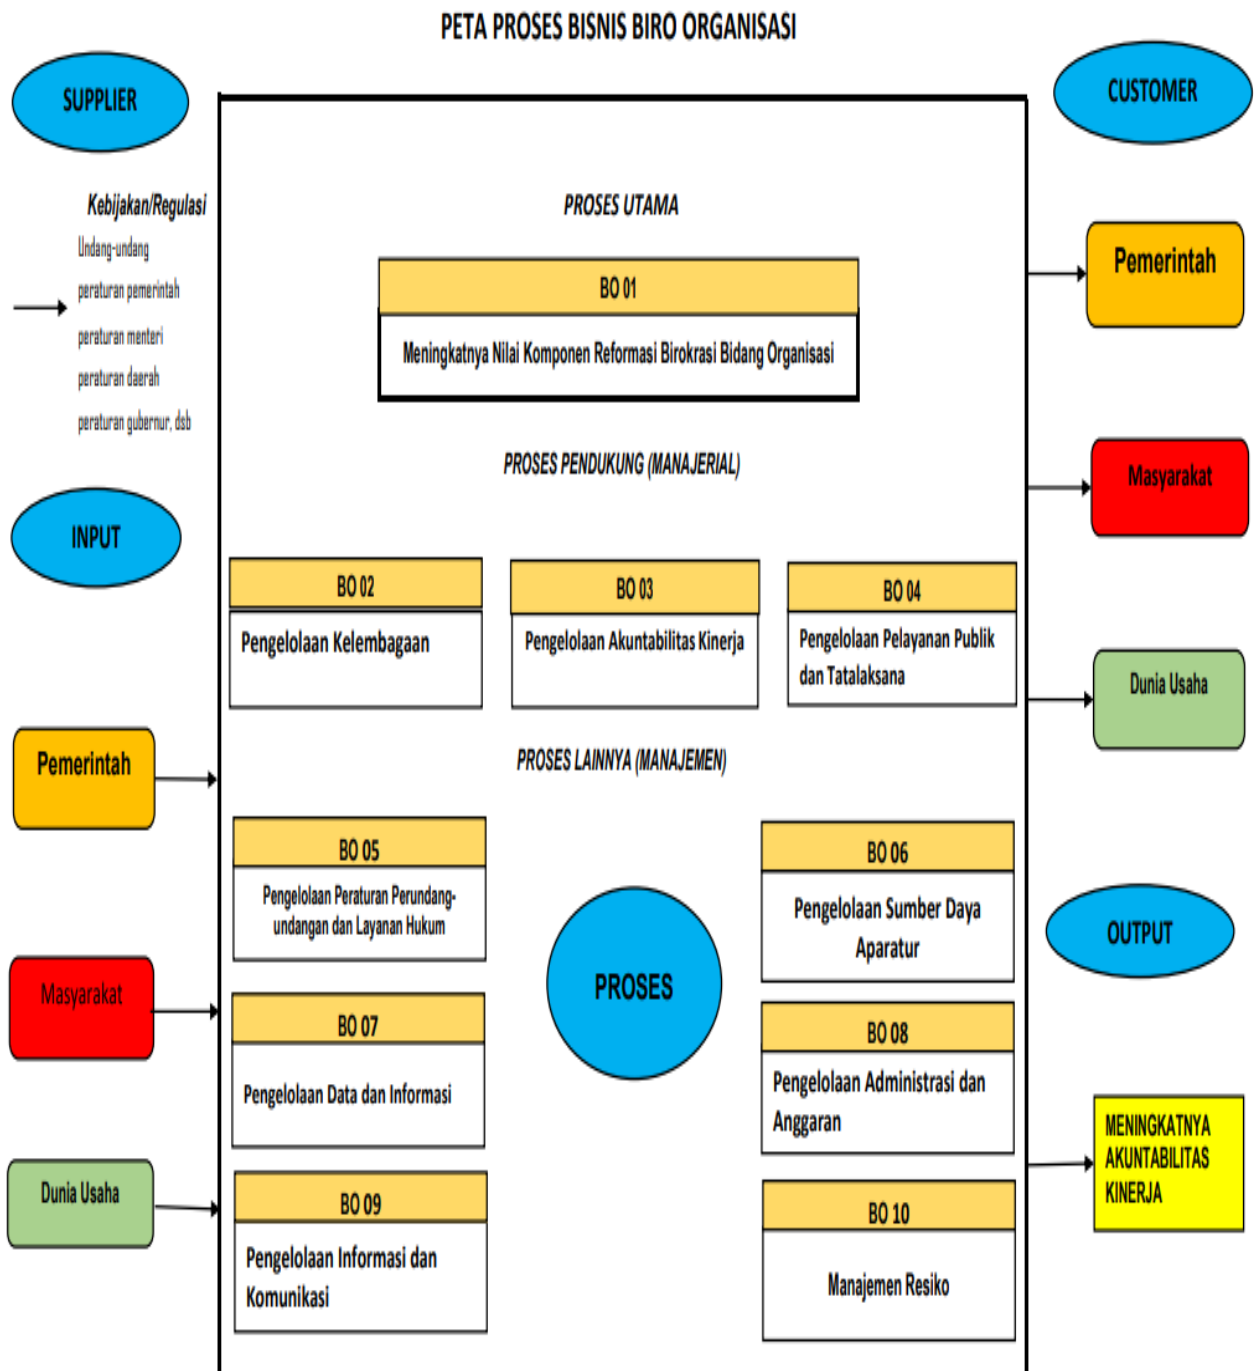 PETA PROSES BISNIS BIRO ORGANISASI
SUPPLIER
Kebijakan/Regulasi
Undang-undang
peraturan pemerintah
peraturan menteri
peraturan daerah
peraturan gubernur, dsb
INPUT
Pemerintah
Masyarakat
Dunia Usaha
PROSES UTAMA
BO 01
Meningkatnya Nilai Komponen Reformasi Birokrasi Bidang Organisasi
PROSES PENDUKUNG (MANAJERIAL)
BO 02
Pengelolaan Kelembagaan
BO 03
Pengelolaan Akuntabilitas Kinerja
BO 04
Pengelolaan Pelayanan Publik
dan Tatalaksana
PROSES LAINNYA (MANAJEMEN)
BO 05
Pengelolaan Peraturan Perundang-
undangan dan Layanan Hukum
BO 06
Pengelolaan Sumber Daya
Aparatur
PROSES
BO 07
Pengelolaan Data dan Informasi
BO 08
Pengelolaan Administrasi dan
Anggaran
BO 09
Pengelolaan Informasi dan
Komunikasi
BO 10
Manajemen Resiko
CUSTOMER
Pemerintah
Masyarakat
Dunia Usaha
OUTPUT
MENINGKATNYA
AKUNTABILITAS
KINERJA